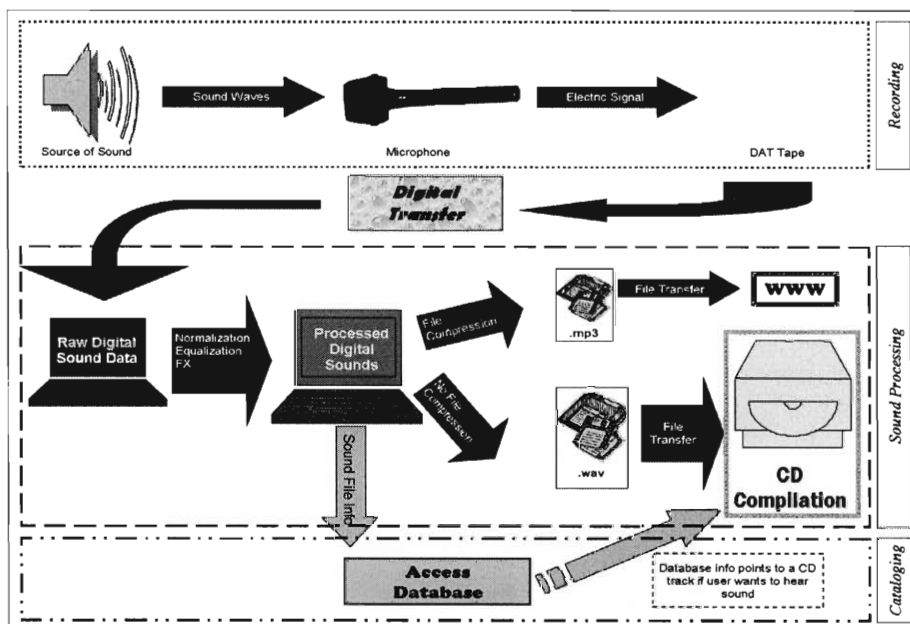 Sound Waves
Electric Signal
Source of Sound
Microphone
DAT Tape
Recording
Digital
Transfer
Raw Digital
Sound Data
Normalization
Equalization
FX
Processed
Digital
Sounds
File
Compression
.mp3
File Transfer
WWW
No File
Compression
.wav
File
Transfer
CD
Compilation
Sound Processing
Sound File Info
Access
Database
Database info points to a CD
track if user wants to hear
sound
Cataloging